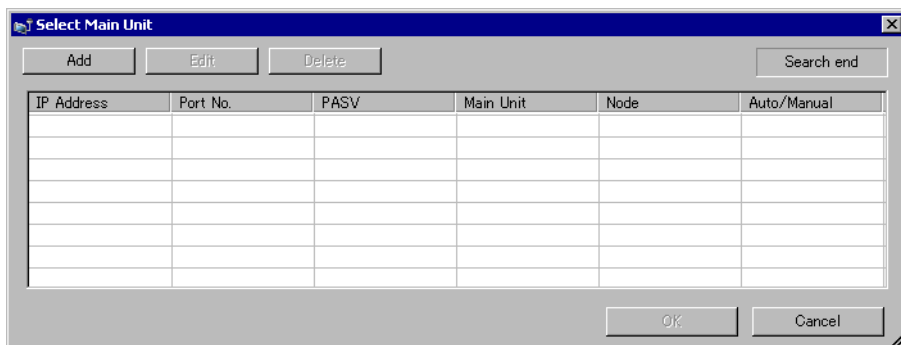 Select Main Unit
Add Edit Delete Search end
IP Address Port No. PASV Main Unit Node Auto/Manual
OK Cancel